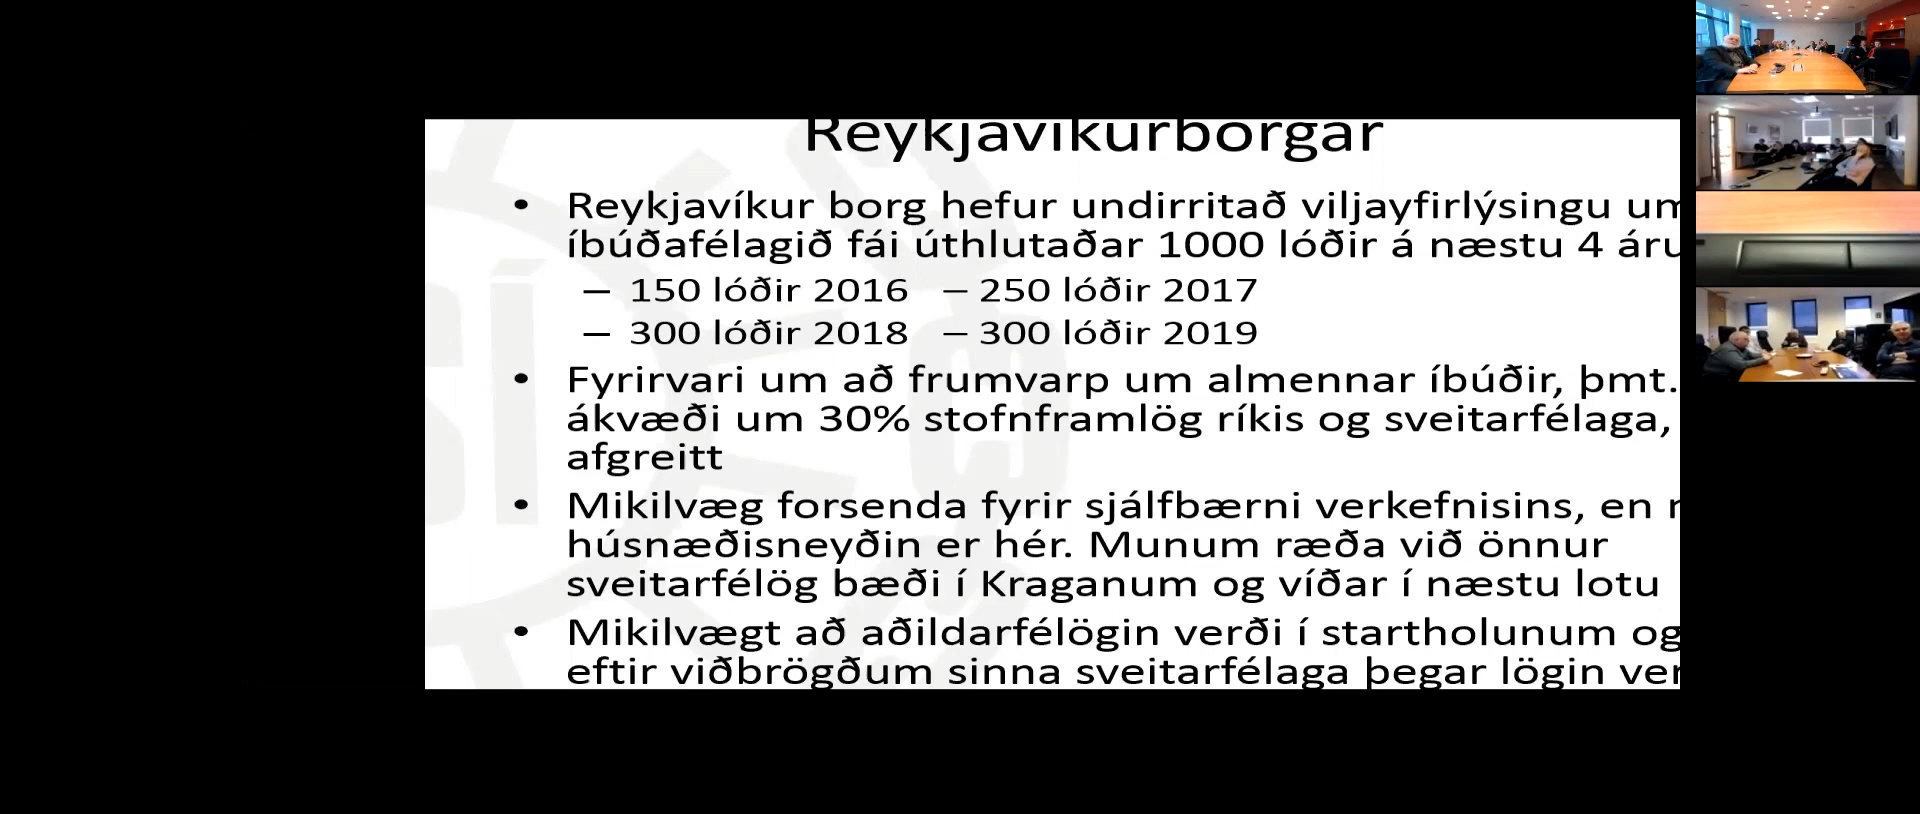 Reykjavíkurborgar
• Reykjavíkur borg hefur undirritað viljayfirlýsingu um
íbúðafélagið fái úthlutaðar 1000 lóðir á næstu 4 áru
– 150 lóðir 2016 – 250 lóðir 2017
– 300 lóðir 2018 – 300 lóðir 2019
• Fyrirvari um að frumvarp um almennar íbúðir, þmt.
ákvæði um 30% stofnframlög ríkis og sveitarfélaga,
afgreitt
• Mikilvæg forsenda fyrir sjálfbærni verkefnisins, en
húsnæðisneyðin er hér. Munum ræða við önnur
sveitarfélög bæði í Kraganum og víðar í næstu lotu
• Mikilvægt að aðildarfélögin verði í startholunum og
eftir viðbrögðum sinna sveitarfélaga þegar lögin ver